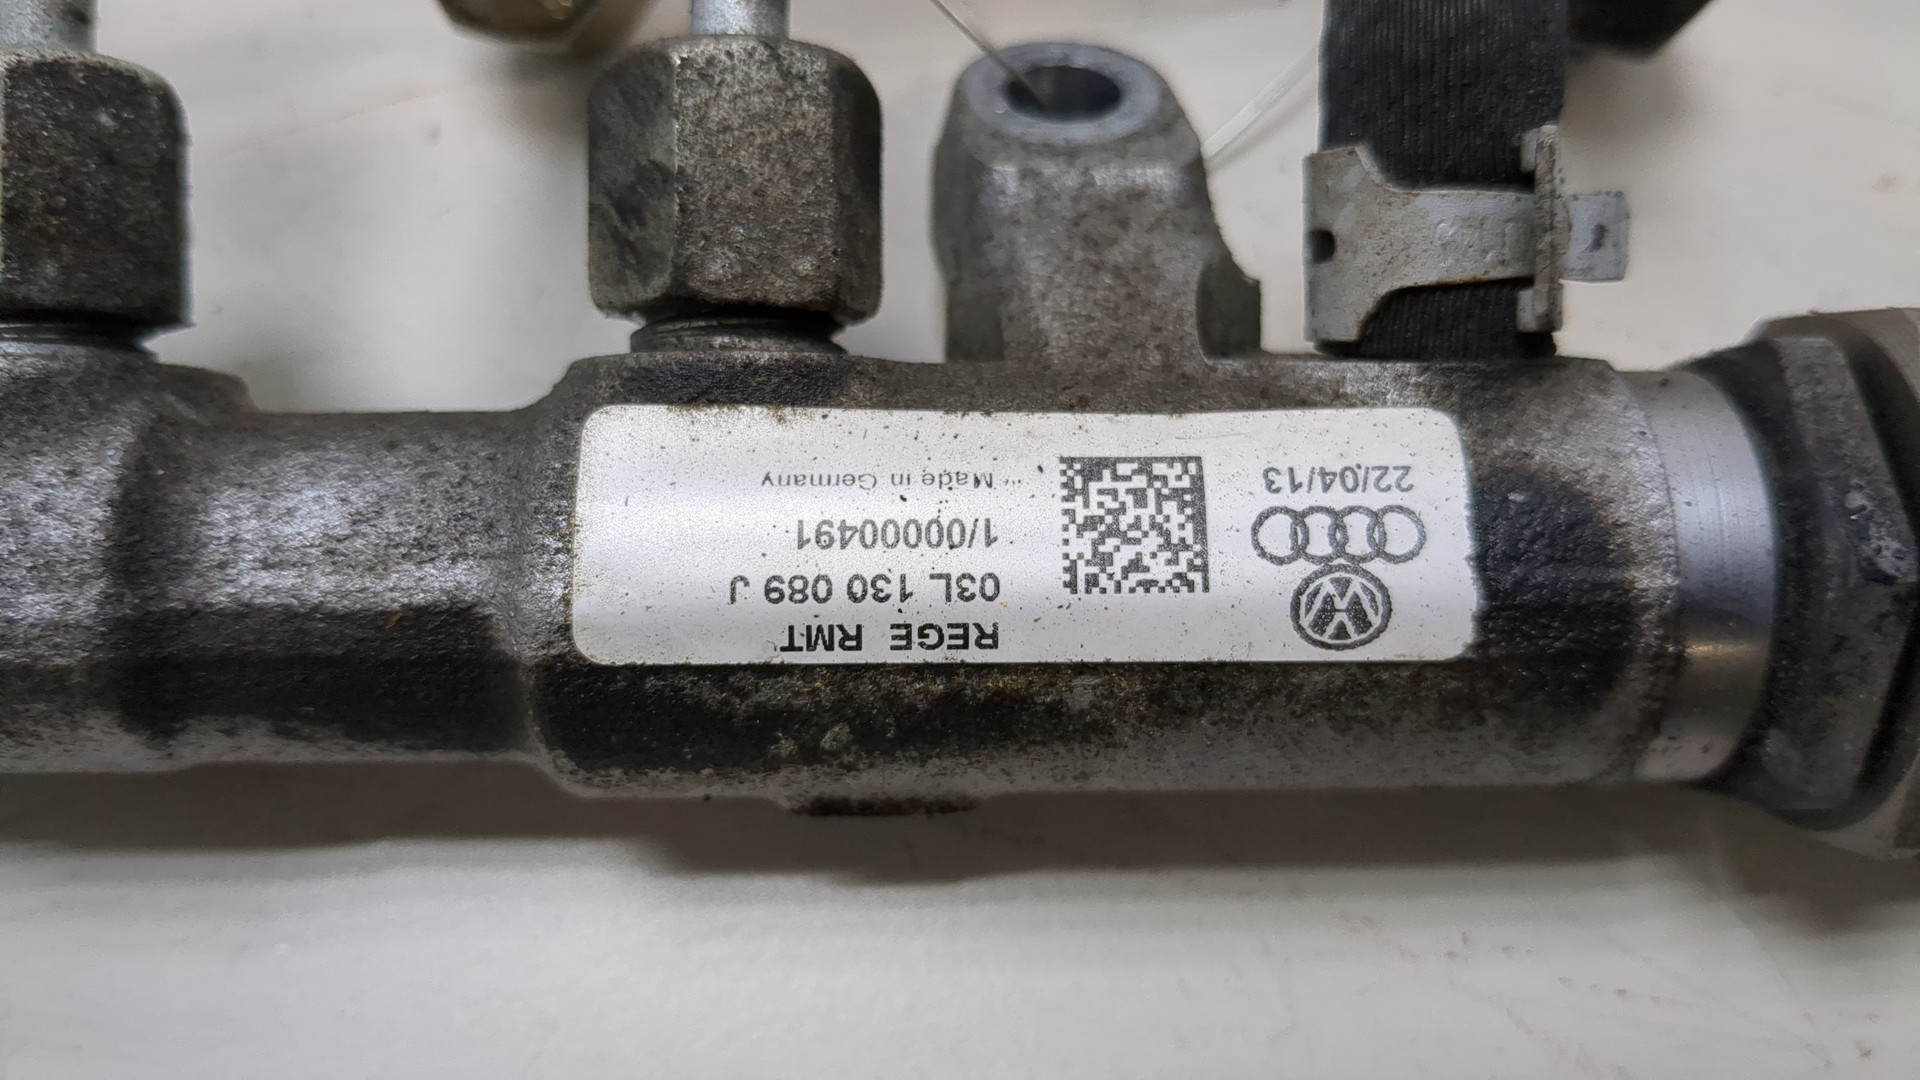 REGE RMT
03L 130 089 J
1/00000491
Made in Germany
22/04/13